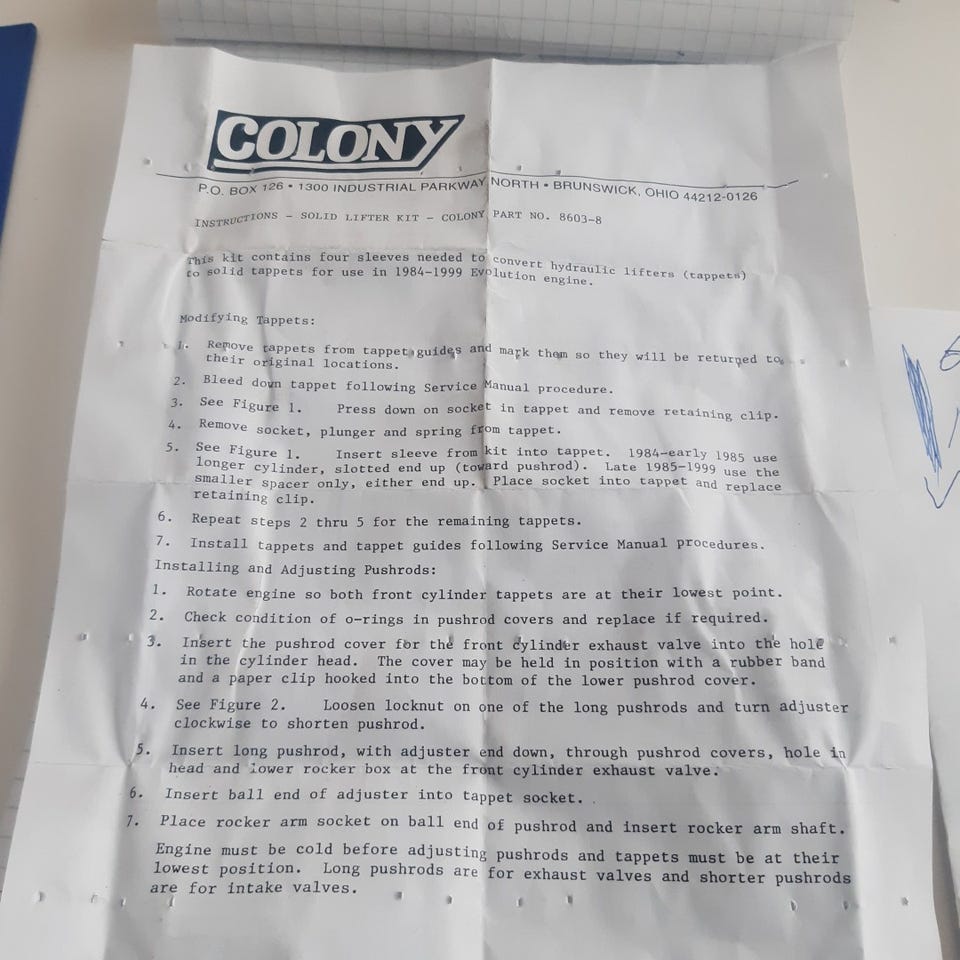 COLONY
P.O. BOX 126 • 1300 INDUSTRIAL PARKWAY NORTH • BRUNSWICK, OHIO 44212-0126
INSTRUCTIONS - SOLID LIFTER KIT - COLONY PART NO. 8603-8
This kit contains four sleeves needed to convert hydraulic lifters (tappets)
to solid tappets for use in 1984-1999 Evolution engine.
Modifying Tappets:
1. Remove tappets from tappet guides and mark them so they will be returned to
their original locations.
2. Bleed down tappet following Service Manual procedure.
3. See Figure 1. Press down on socket in tappet and remove retaining clip.
4. Remove socket, plunger and spring from tappet.
5. See Figure 1. Insert sleeve from kit into tappet. 1984-early 1985 use
longer cylinder, slotted end up (toward pushrod). Late 1985-1999 use the
smaller spacer only, either end up. Place socket into tappet and replace
retaining clip.
6. Repeat steps 2 thru 5 for the remaining tappets.
7. Install tappets and tappet guides following Service Manual procedures.
Installing and Adjusting Pushrods:
1. Rotate engine so both front cylinder tappets are at their lowest point.
2. Check condition of o-rings in pushrod covers and replace if required.
3. Insert the pushrod cover for the front cylinder exhaust valve into the hole
in the cylinder head. The cover may be held in position with a rubber band
and a paper clip hooked into the bottom of the lower pushrod cover.
4. See Figure 2. Loosen locknut on one of the long pushrods and turn adjuster
clockwise to shorten pushrod.
5. Insert long pushrod, with adjuster end down, through pushrod covers, hole in
head and lower rocker box at the front cylinder exhaust valve.
6. Insert ball end of adjuster into tappet socket.
7. Place rocker arm socket on ball end of pushrod and insert rocker arm shaft.
Engine must be cold before adjusting pushrods and tappets must be at their
lowest position. Long pushrods are for exhaust valves and shorter pushrods
are for intake valves.